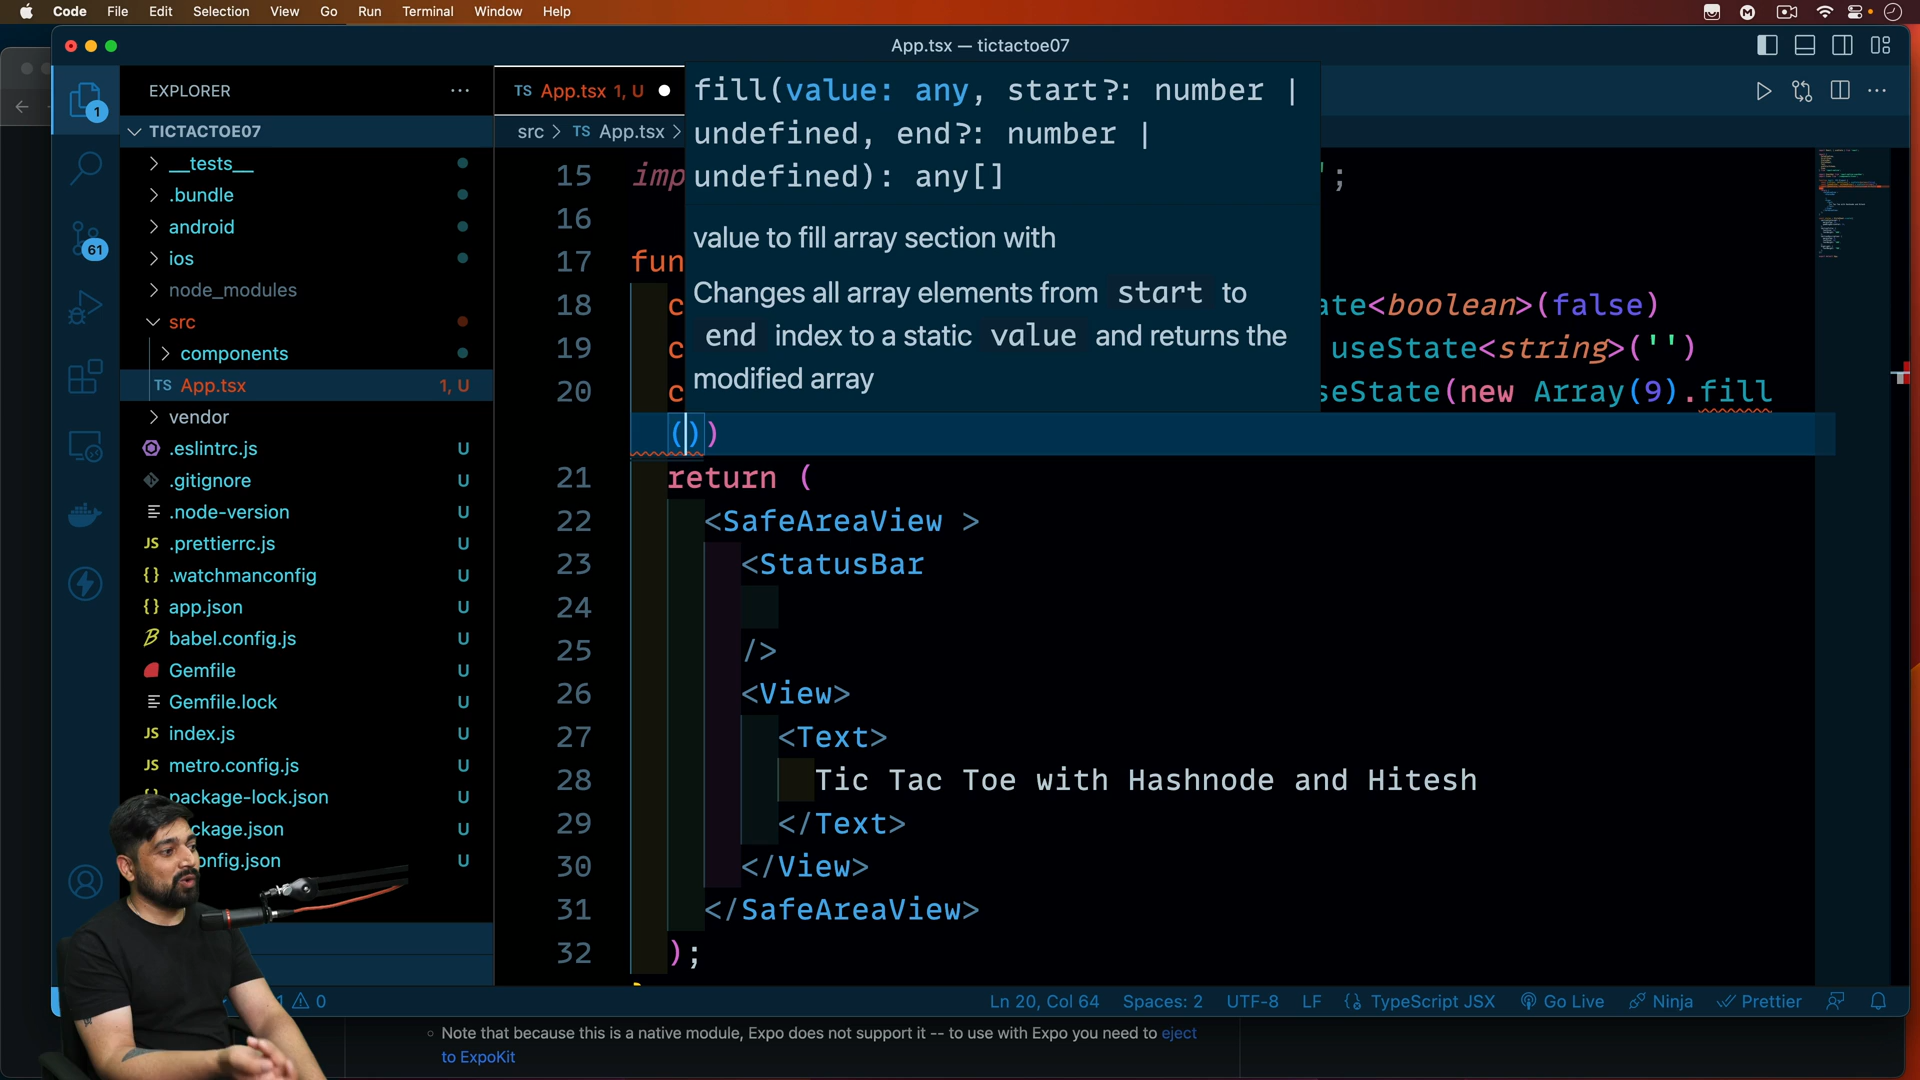 Code File Edit Selection View Go Run Terminal Window Help
App.tsx — tictactoe07
EXPLORER
1
TICTACTOE07
__tests__
.bundle
android
61
ios
node_modules
src
components
TS App.tsx 1, U
vendor
.eslintrc.js U
.gitignore U
.node-version U
JS .prettierrc.js U
{} .watchmanconfig U
{} app.json U
babel.config.js U
Gemfile U
Gemfile.lock U
JS index.js U
JS metro.config.js U
package-lock.json U
ckage.json U
onfig.json U
TS App.tsx 1, U
src > TS App.tsx >
fill(value: any, start?: number |
undefined, end?: number |
undefined): any[]
value to fill array section with
Changes all array elements from start to
end index to a static value and returns the
modified array
15 imp ';
16
17 fun
18 c ate<boolean>(false)
19 c useState<string>('')
20 c seState(new Array(9).fill
())
21 return (
22 <SafeAreaView >
23 <StatusBar
24
25 />
26 <View>
27 <Text>
28 Tic Tac Toe with Hashnode and Hitesh
29 </Text>
30 </View>
31 </SafeAreaView>
32 );
1 0 Ln 20, Col 64 Spaces: 2 UTF-8 LF TypeScript JSX Go Live Ninja Prettier
Note that because this is a native module, Expo does not support it -- to use with Expo you need to eject
to ExpoKit